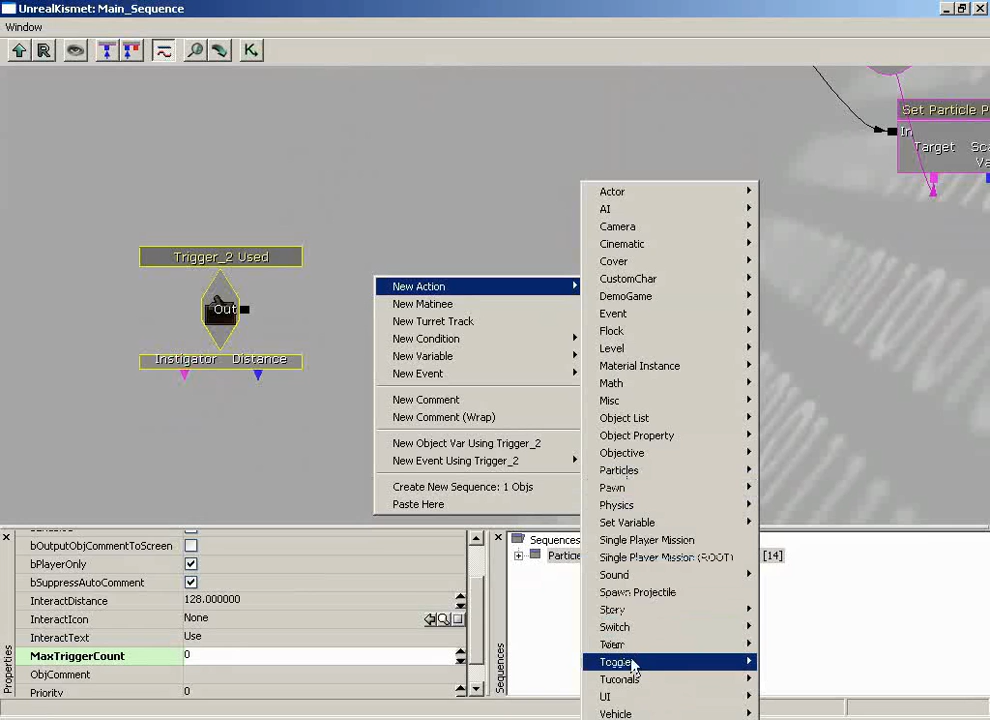 UnrealKismet: Main_Sequence
Window
Set Particle P
In
Target Sca
Va
Trigger_2 Used
Out
Instigator Distance
New Action
New Matinee
New Turret Track
New Condition
New Variable
New Event
New Comment
New Comment (Wrap)
New Object Var Using Trigger_2
New Event Using Trigger_2
Create New Sequence: 1 Objs
Paste Here
Actor
AI
Camera
Cinematic
Cover
CustomChar
DemoGame
Event
Flock
Level
Material Instance
Math
Misc
Object List
Object Property
Objective
Particles
Pawn
Physics
Set Variable
Single Player Mission
Single Player Mission (ROOT)
Sound
Spawn Projectile
Story
Switch
Toggle
Tutorials
UI
Vehicle
Properties
bOutputObjCommentToScreen
bPlayerOnly
bSuppressAutoComment
InteractDistance 128.000000
InteractIcon None
InteractText Use
MaxTriggerCount 0
ObjComment
Priority 0
Sequences
Sequences
Particle
[14]